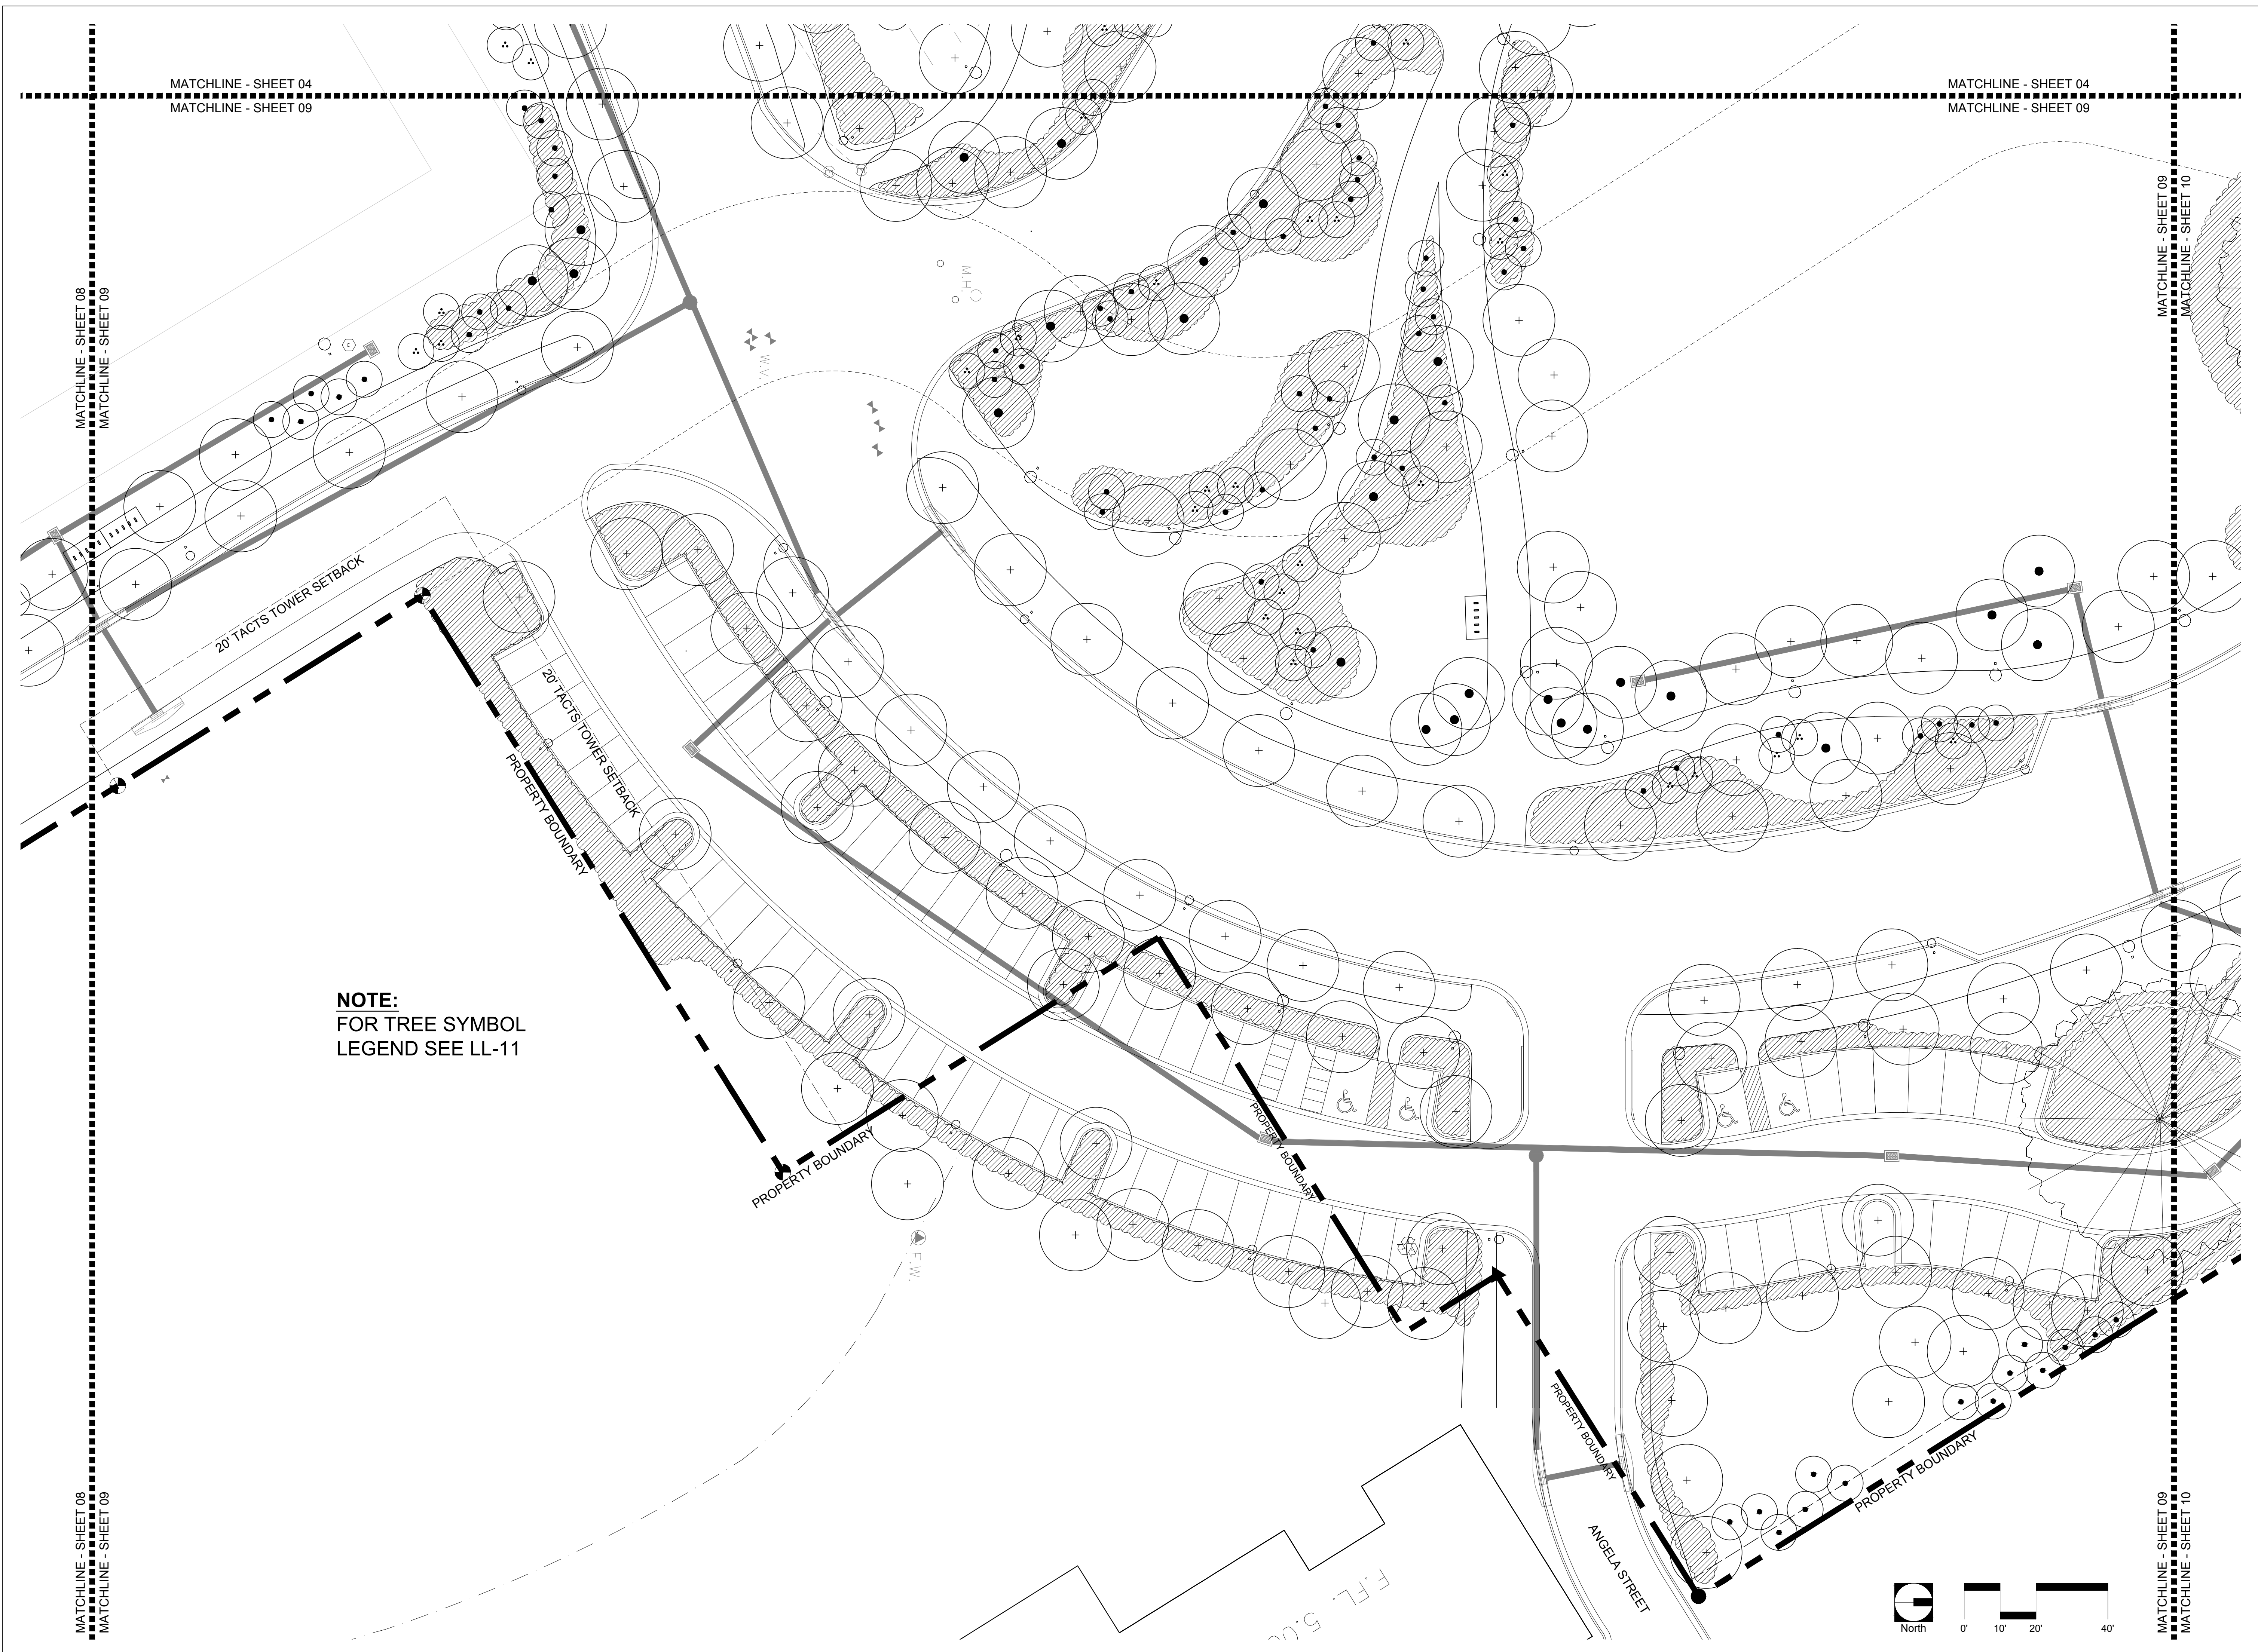 MATCHLINE - SHEET 04
MATCHLINE - SHEET 09
MATCHLINE - SHEET 04
MATCHLINE - SHEET 09
MATCHLINE - SHEET 08
MATCHLINE - SHEET 09
MATCHLINE - SHEET 09
MATCHLINE - SHEET 10
M.H.
W.V.
20' TACTS TOWER SETBACK
20' TACTS TOWER SETBACK
PROPERTY BOUNDARY
NOTE:
FOR TREE SYMBOL
LEGEND SEE LL-11
PROPERTY BOUNDARY
PROPERTY BOUNDARY
F.W.
PROPERTY BOUNDARY
PROPERTY BOUNDARY
ANGELA STREET
F.FL. 5.0
MATCHLINE - SHEET 08
MATCHLINE - SHEET 09
MATCHLINE - SHEET 09
MATCHLINE - SHEET 10
North
0' 10' 20' 40'